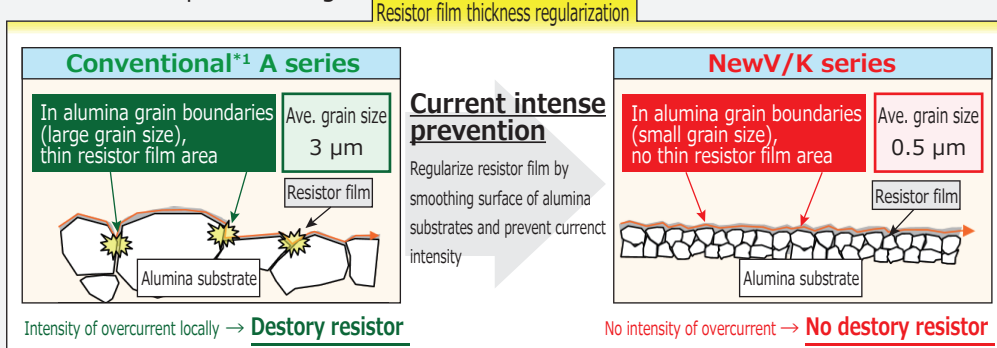 Resistor film thickness regularization
Conventional*1 A series
In alumina grain boundaries
(large grain size),
thin resistor film area
Ave. grain size
3 μm
Resistor film
Alumina substrate
Intensity of overcurrent locally → Destory resistor
Current intense
prevention
Regularize resistor film by
smoothing surface of alumina
substrates and prevent currenct
intensity
NewV/K series
In alumina grain boundaries
(small grain size),
no thin resistor film area
Ave. grain size
0.5 μm
Resistor film
Alumina substrate
No intensity of overcurrent → No destory resistor